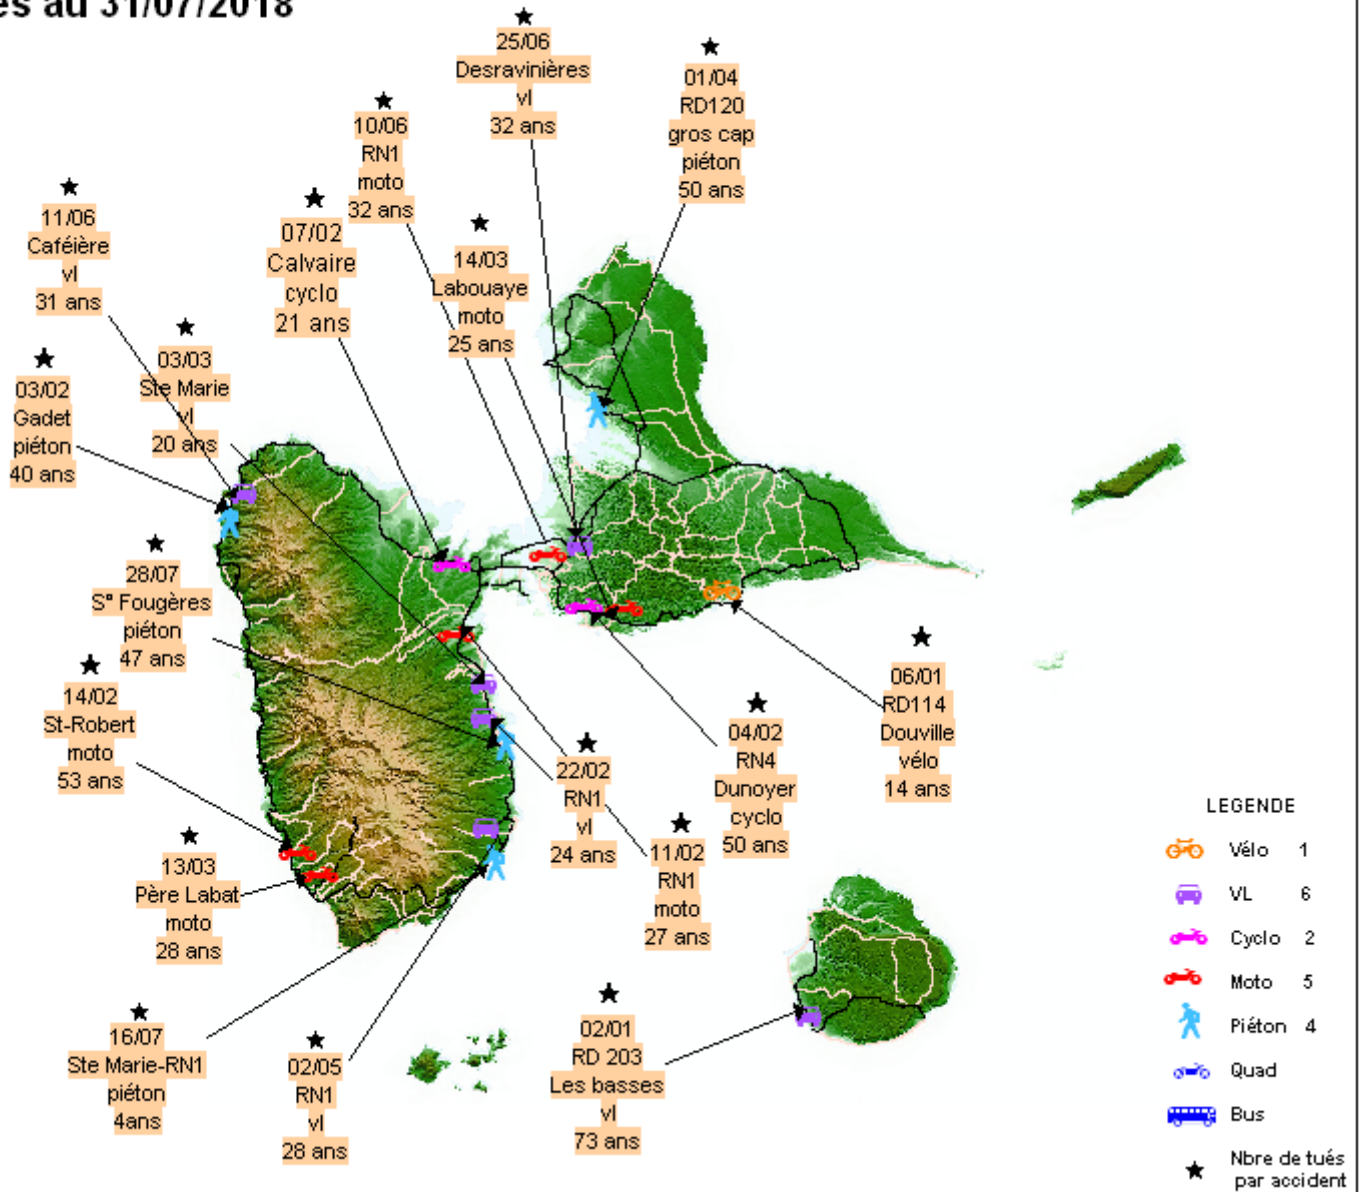 es au 31/07/2018
25/06
Desravinières
vl
32 ans
01/04
RD120
gros cap
piéton
50 ans
10/06
RN1
moto
32 ans
11/06
Caféière
vl
31 ans
07/02
Calvaire
cyclo
21 ans
14/03
Labouaye
moto
25 ans
03/03
Ste Marie
vl
20 ans
03/02
Gadet
piéton
40 ans
28/07
S° Fougères
piéton
47 ans
14/02
St-Robert
moto
53 ans
06/01
RD114
Douville
vélo
14 ans
04/02
RN4
Dunoyer
cyclo
50 ans
22/02
RN1
vl
24 ans
11/02
RN1
moto
27 ans
13/03
Père Labat
moto
28 ans
16/07
Ste Marie-RN1
piéton
4ans
02/05
RN1
vl
28 ans
02/01
RD 203
Les basses
vl
73 ans
LEGENDE
Vélo 1
VL 6
Cyclo 2
Moto 5
Piéton 4
Quad
Bus
Nbre de tués
par accident